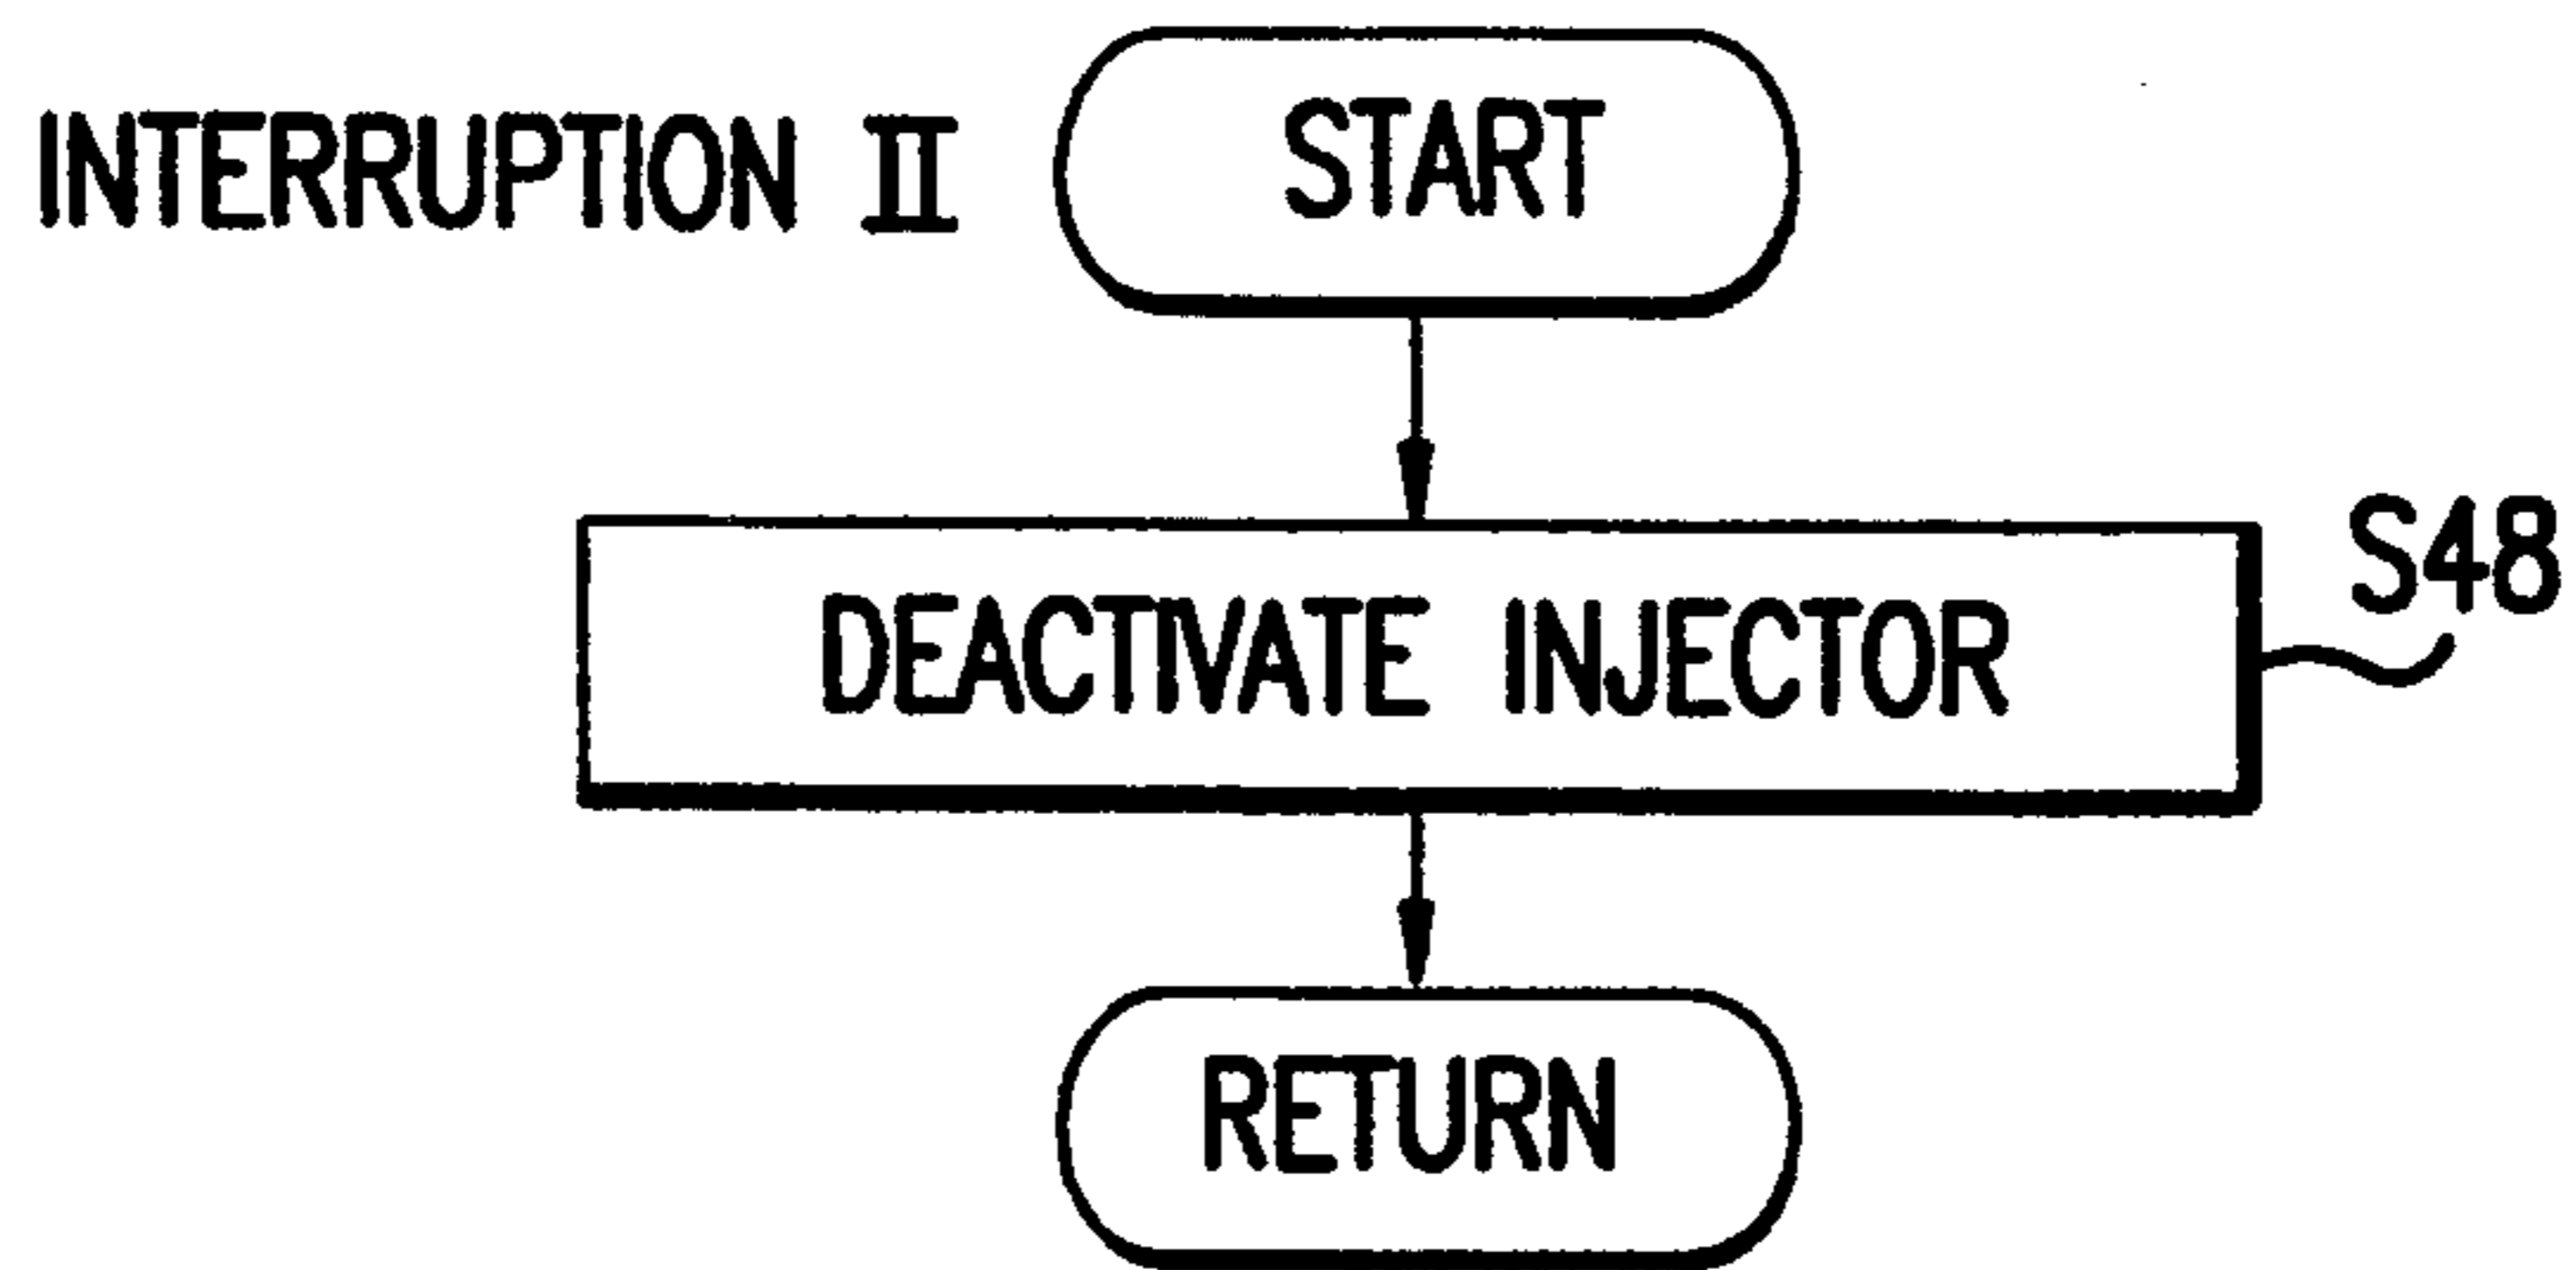 INTERRUPTION II
START
DEACTIVATE INJECTOR
S48
RETURN